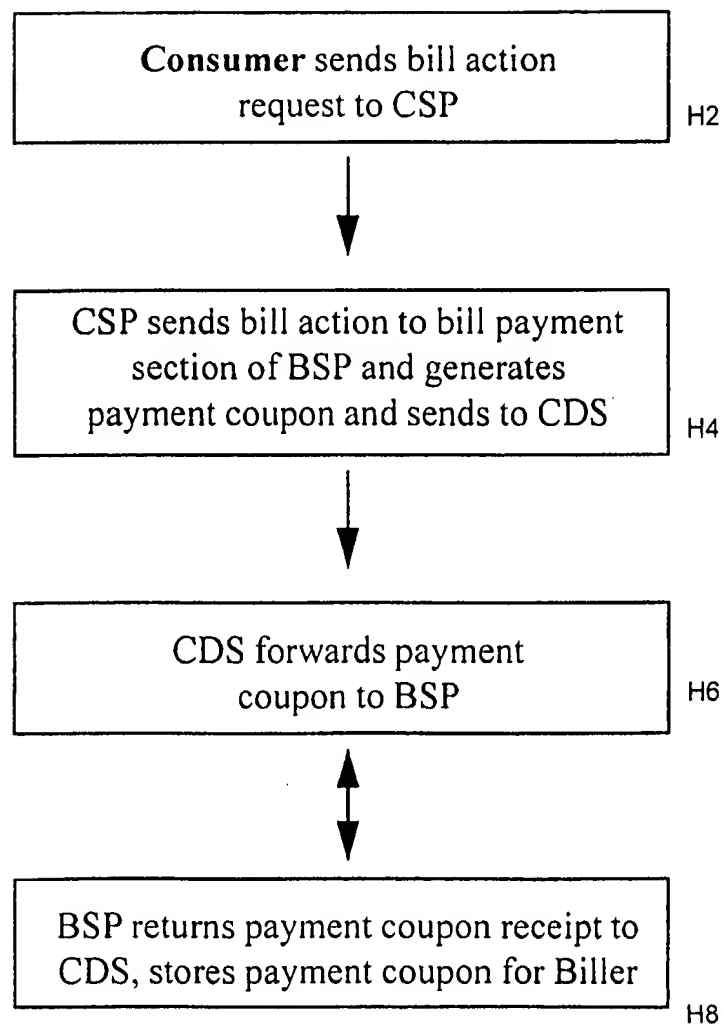 Consumer sends bill action
request to CSP
H2
CSP sends bill action to bill payment
section of BSP and generates
payment coupon and sends to CDS
H4
CDS forwards payment
coupon to BSP
H6
BSP returns payment coupon receipt to
CDS, stores payment coupon for Biller
H8